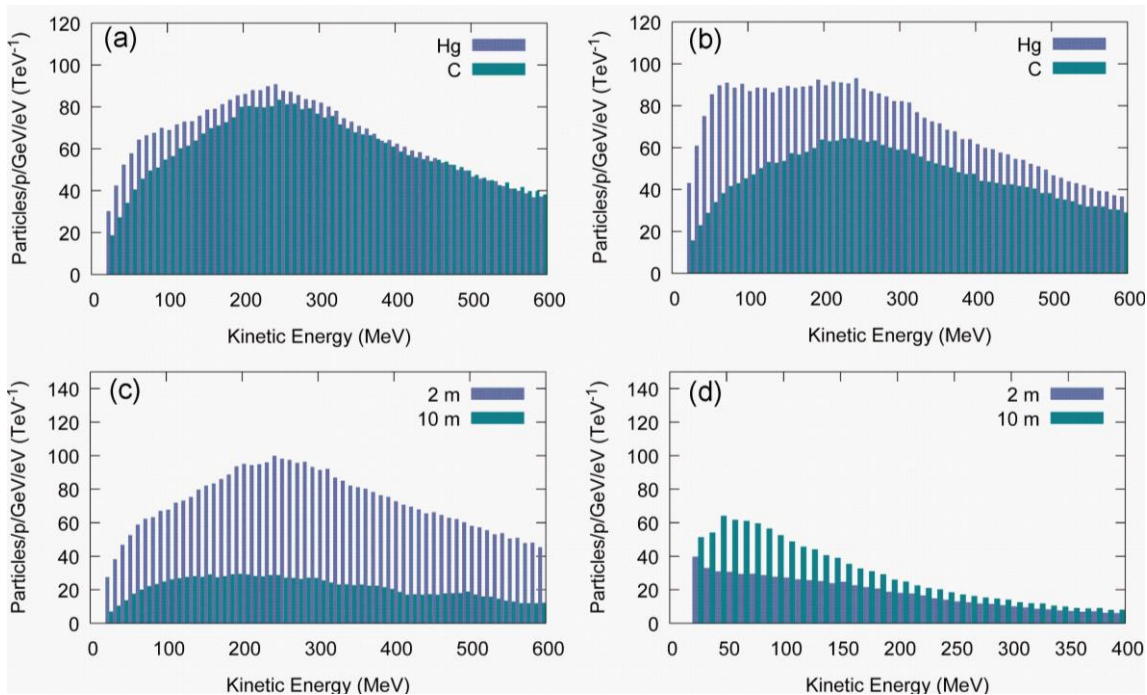 (a)
Hg
C
Particles/p/GeV/eV (TeV⁻¹)
120
100
80
60
40
20
0
0 100 200 300 400 500 600
Kinetic Energy (MeV)
(b)
Hg
C
Particles/p/GeV/eV (TeV⁻¹)
120
100
80
60
40
20
0
0 100 200 300 400 500 600
Kinetic Energy (MeV)
(c)
2 m
10 m
Particles/p/GeV/eV (TeV⁻¹)
140
120
100
80
60
40
20
0
0 100 200 300 400 500 600
Kinetic Energy (MeV)
(d)
2 m
10 m
Particles/p/GeV/eV (TeV⁻¹)
140
120
100
80
60
40
20
0
0 50 100 150 200 250 300 350 400
Kinetic Energy (MeV)